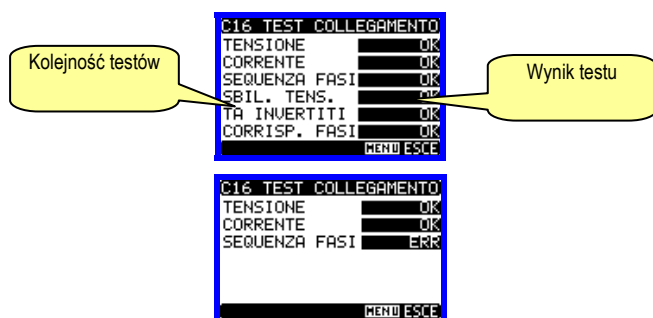 C16 TEST COLLEGAMENTO
TENSIONE OK
CORRENTE OK
SEQUENZA FASI OK
SBIL. TENS. OK
TA INVERTITI OK
CORRISP. FASI OK
MENU ESCE
Kolejność testów
Wynik testu
C16 TEST COLLEGAMENTO
TENSIONE OK
CORRENTE OK
SEQUENZA FASI ERR
MENU ESCE